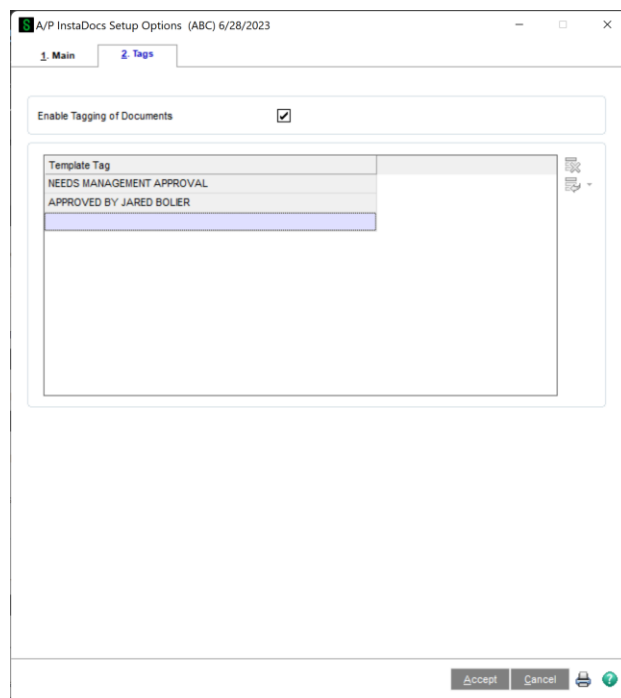 S A/P InstaDocs Setup Options (ABC) 6/28/2023
1. Main
2. Tags
Enable Tagging of Documents
Template Tag
NEEDS MANAGEMENT APPROVAL
APPROVED BY JARED BOLIER
Accept
Cancel
?